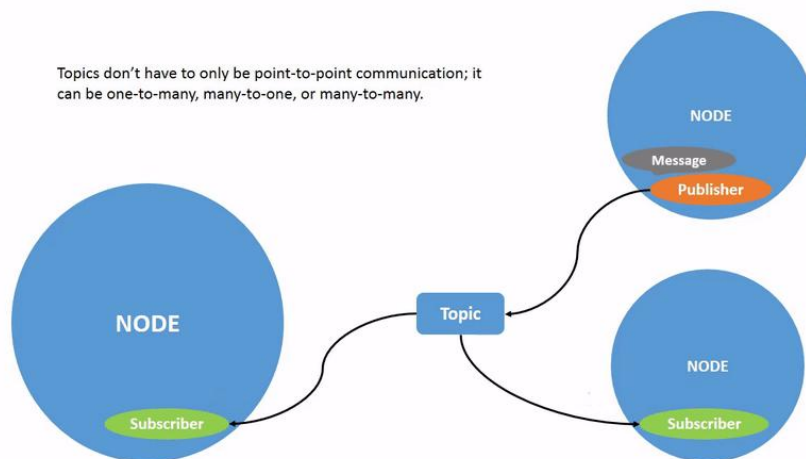 Topics don't have to only be point-to-point communication; it
can be one-to-many, many-to-one, or many-to-many.
NODE
Message
Publisher
Topic
NODE
Subscriber
NODE
Subscriber